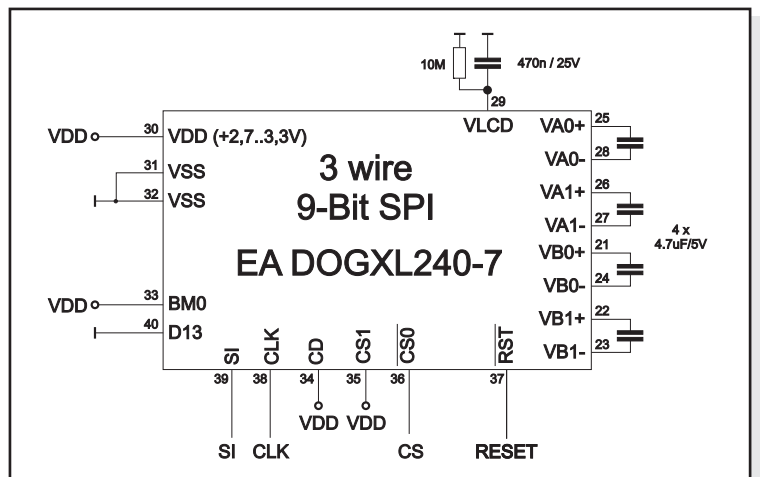 10M
470n / 25V
29
VLCD
VDD
30
VDD (+2,7..3,3V)
31
VSS
32
VSS
3 wire
9-Bit SPI
EA DOGXL240-7
VA0+
25
VA0-
28
VA1+
26
VA1-
27
VB0+
21
VB0-
24
VB1+
22
VB1-
23
4 x
4.7uF/5V
VDD
33
BM0
40
D13
SI
CLK
CD
CS1
CS0
RST
39
38
34
35
36
37
VDD
VDD
SI
CLK
CS
RESET